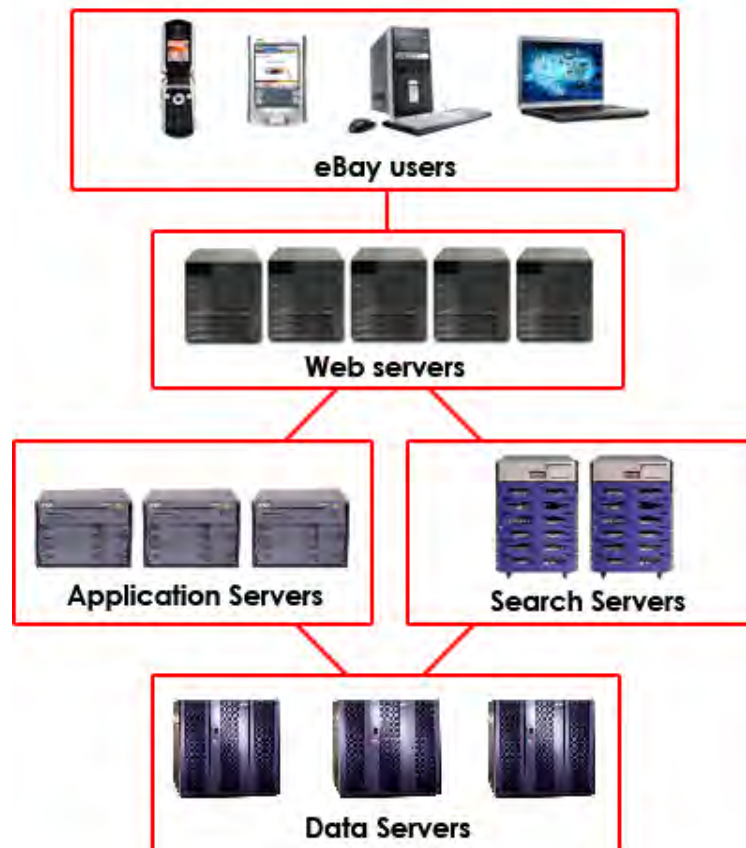 eBay users
Web servers
Application Servers
Search Servers
Data Servers